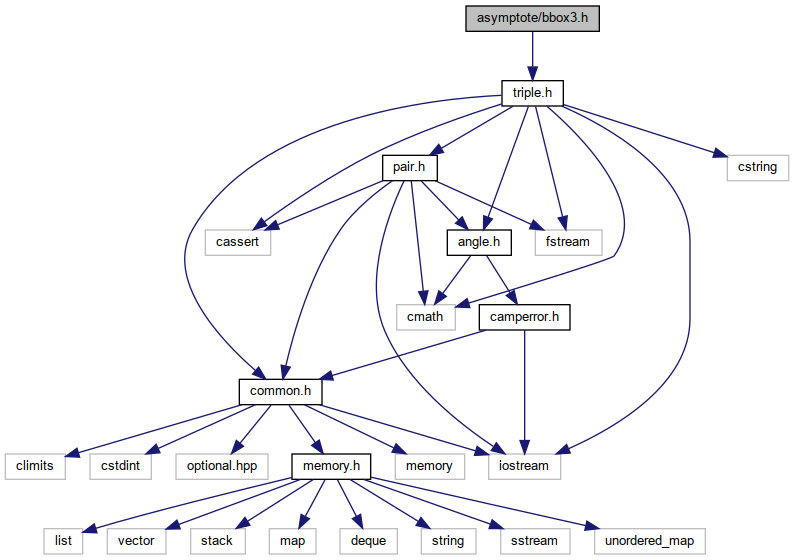 asymptote/bbox3.h
triple.h
pair.h
cstring
cassert
angle.h
fstream
cmath
camperror.h
common.h
climits
cstdint
optional.hpp
memory.h
memory
iostream
list
vector
stack
map
deque
string
sstream
unordered_map